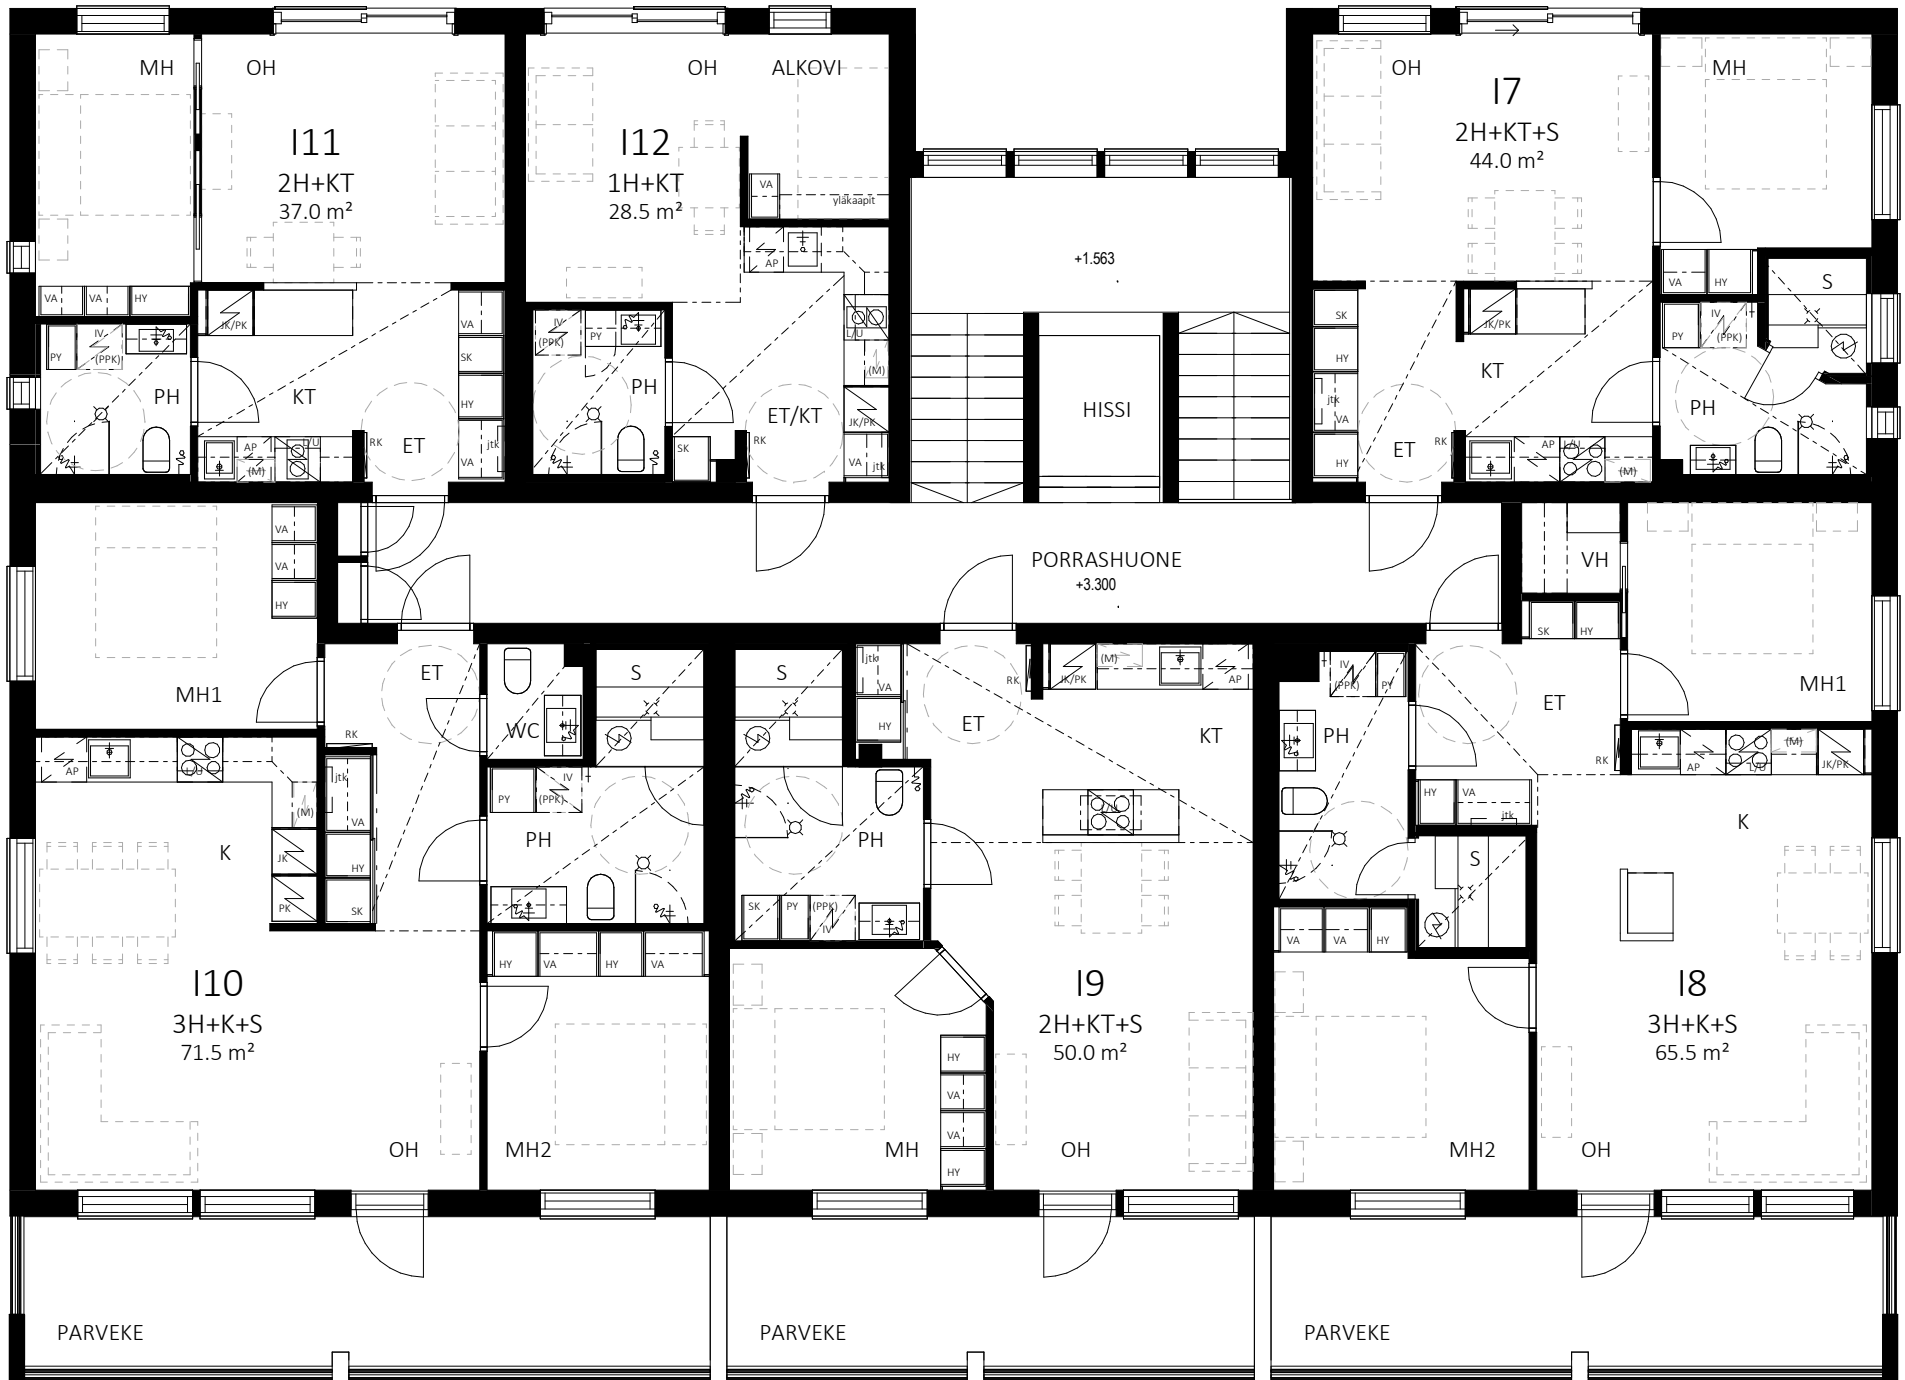 MH
OH
I11
2H+KT
37.0 m²
VA
VA
HY
PY
IV
(PPK)
PH
JK/PK
KT
AP
(M)
L/U
RK
ET
VA
SK
HY
VA
jtk
OH
ALKOVI
I12
1H+KT
28.5 m²
VA
yläkaapit
AP
L/U
(M)
JK/PK
VA
jtk
IV
(PPK)
PY
PH
SK
RK
ET/KT
+1.563
HISSI
PORRASHUONE
+3.300
OH
MH
I7
2H+KT+S
44.0 m²
VA
HY
S
SK
HY
jtk
VA
HY
JK/PK
KT
ET
RK
AP
L/U
(M)
PY
IV
(PPK)
PH
VA
VA
HY
MH1
ET
RK
jtk
VA
HY
SK
WC
S
PY
IV
(PPK)
PH
AP
L/U
(M)
JK
PK
K
I10
3H+K+S
71.5 m²
OH
HY
VA
HY
VA
MH2
PARVEKE
S
jtk
VA
HY
ET
RK
JK/PK
(M)
AP
KT
L/U
PH
SK
PY
(PPK)
IV
I9
2H+KT+S
50.0 m²
HY
VA
VA
HY
MH
OH
PARVEKE
VH
SK
HY
MH1
ET
RK
IV
(PPK)
PY
PH
HY
VA
jtk
S
AP
L/U
(M)
JK/PK
K
VA
VA
HY
I8
3H+K+S
65.5 m²
MH2
OH
PARVEKE